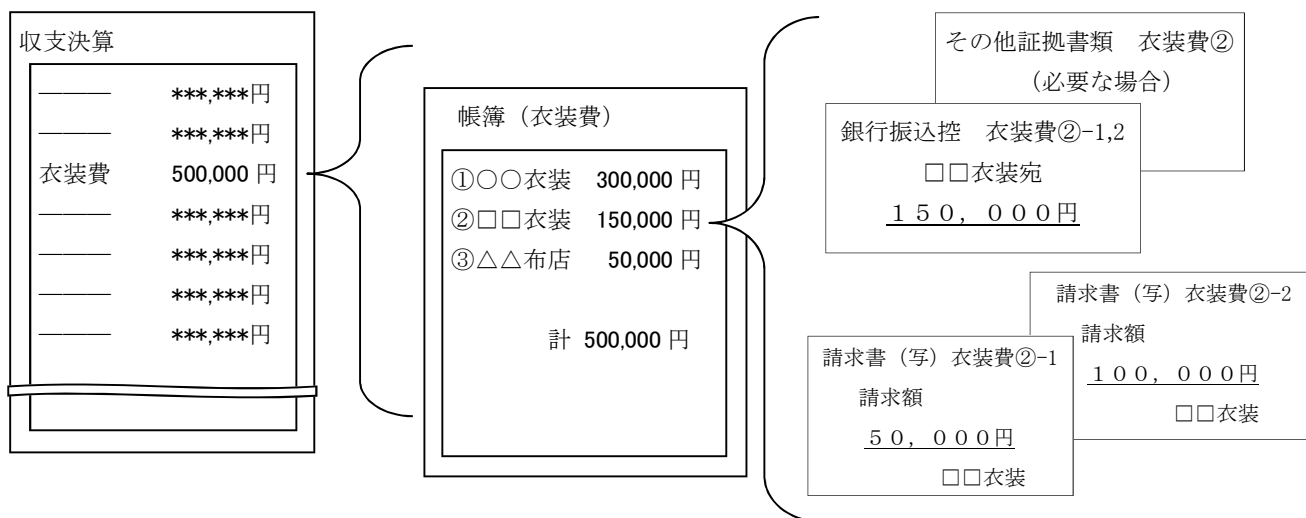 収支決算
――― ***,***円
――― ***,***円
衣装費 500,000 円
――― ***,***円
――― ***,***円
――― ***,***円
――― ***,***円
帳簿（衣装費）
①○○衣装 300,000 円
②□□衣装 150,000 円
③△△布店 50,000 円
計 500,000 円
その他証拠書類 衣装費②
（必要な場合）
銀行振込控 衣装費②-1,2
□□衣装宛
１５０，０００円
請求書（写）衣装費②-2
請求額
１００，０００円
□□衣装
請求書（写）衣装費②-1
請求額
５０，０００円
□□衣装